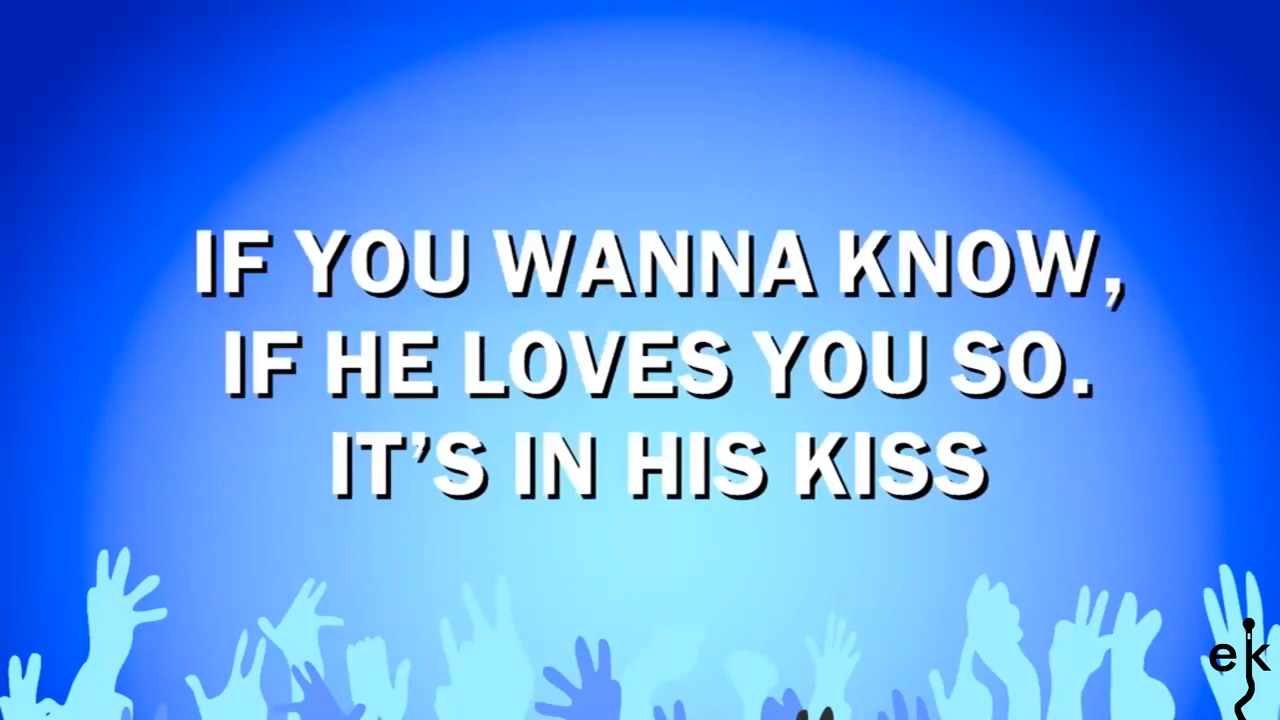 IF YOU WANNA KNOW,
IF HE LOVES YOU SO.
IT’S IN HIS KISS
ek